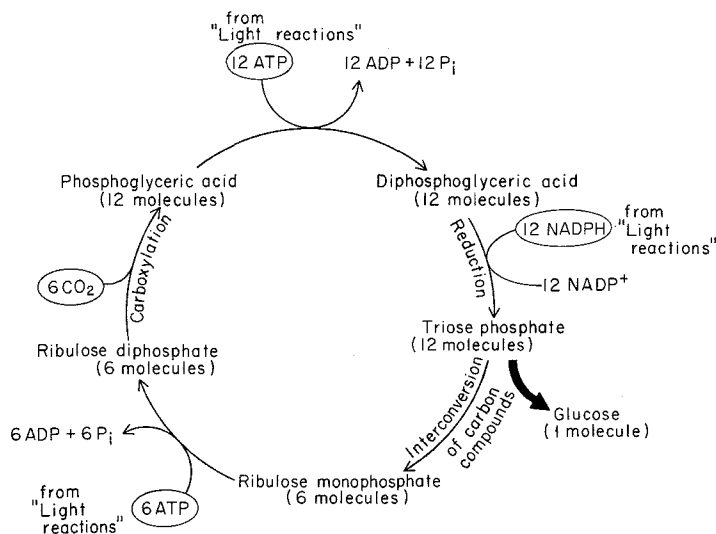 from
"Light reactions"
12 ATP
12 ADP + 12 Pi
Phosphoglyceric acid
(12 molecules)
Diphosphoglyceric acid
(12 molecules)
Carboxylation
Reduction
12 NADPH
from
"Light
reactions"
6 CO2
12 NADP+
Triose phosphate
(12 molecules)
Ribulose diphosphate
(6 molecules)
Interconversion
of carbon
compounds
Glucose
(1 molecule)
6 ADP + 6 Pi
Ribulose monophosphate
(6 molecules)
from
"Light
reactions"
6 ATP